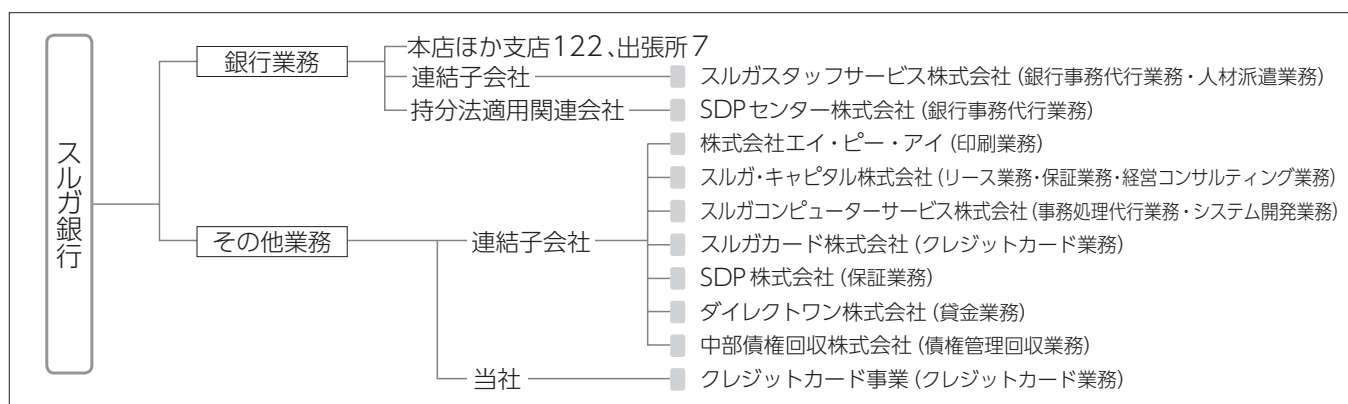 スルガ銀行
銀行業務
本店ほか支店122、出張所7
連結子会社
スルガスタッフサービス株式会社(銀行事務代行業務・人材派遣業務)
持分法適用関連会社
SDPセンター株式会社(銀行事務代行業務)
その他業務
連結子会社
株式会社エイ・ピー・アイ(印刷業務)
スルガ・キャピタル株式会社(リース業務・保証業務・経営コンサルティング業務)
スルガコンピューターサービス株式会社(事務処理代行業務・システム開発業務)
スルガカード株式会社(クレジットカード業務)
SDP株式会社(保証業務)
ダイレクトワン株式会社(貸金業務)
中部債権回収株式会社(債権管理回収業務)
当社
クレジットカード事業(クレジットカード業務)